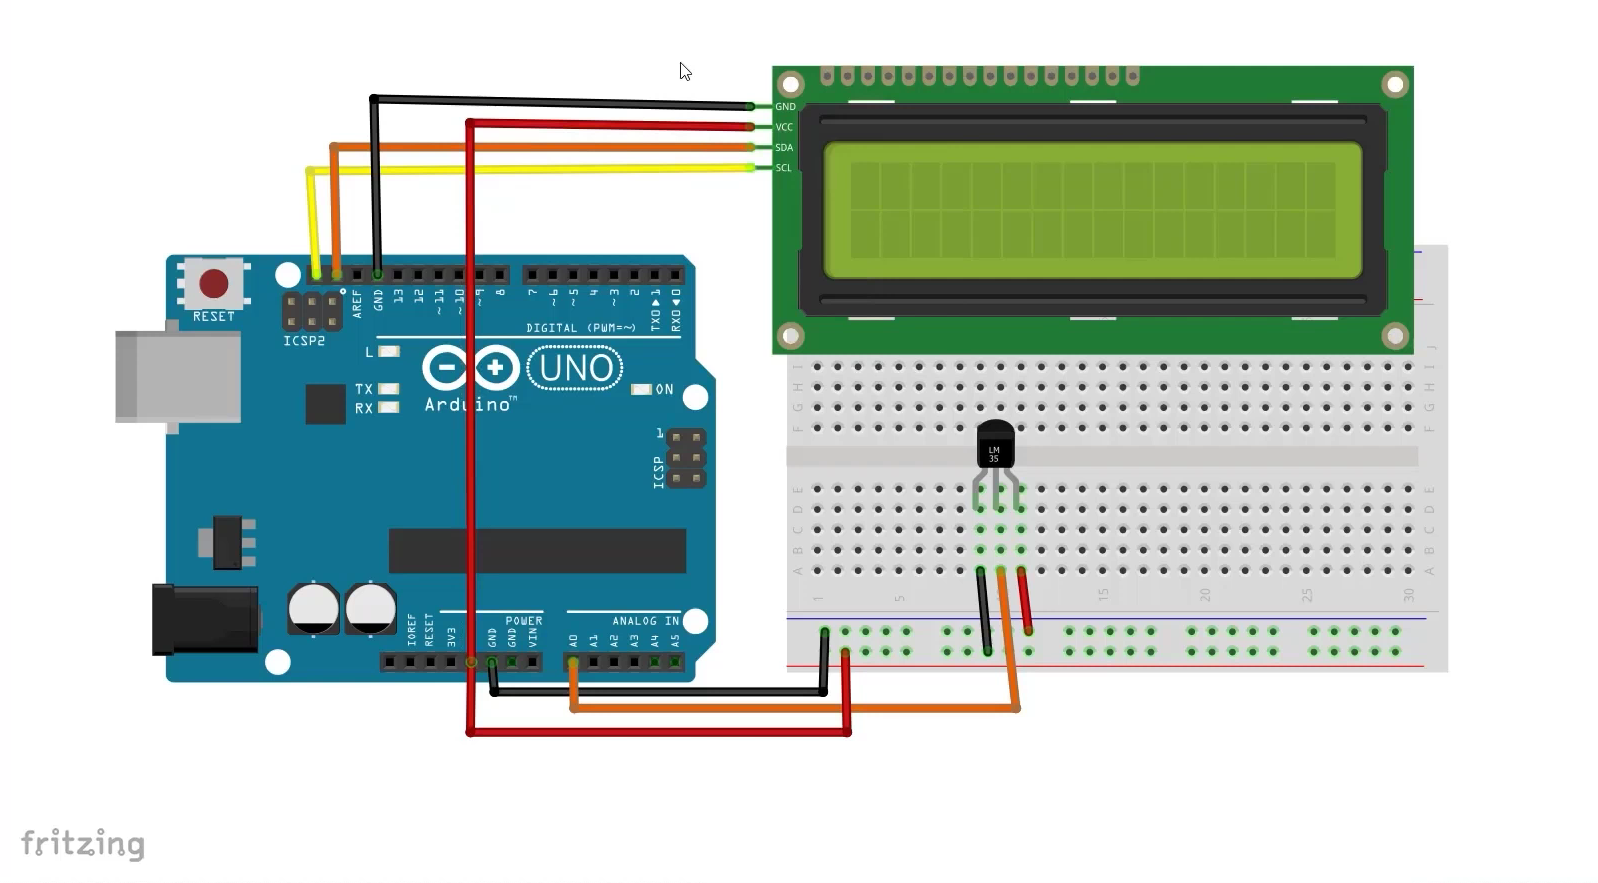 GND
VCC
SDA
SCL
RESET
ICSP2
AREF
GND
13
12
~11
~10
~9
8
7
~6
~5
4
~3
2
TX0 ▶ 1
RX0 ◀ 0
DIGITAL (PWM=~)
L
TX
RX
UNO
ON
Arduino™
1
ICSP
IOREF
RESET
3V3
GND
GND
VIN
POWER
A0
A1
A2
A3
A4
A5
ANALOG IN
LM
35
J
I
H
G
F
E
D
C
B
A
I
H
G
F
E
D
C
B
A
1
5
15
20
25
30
fritzing